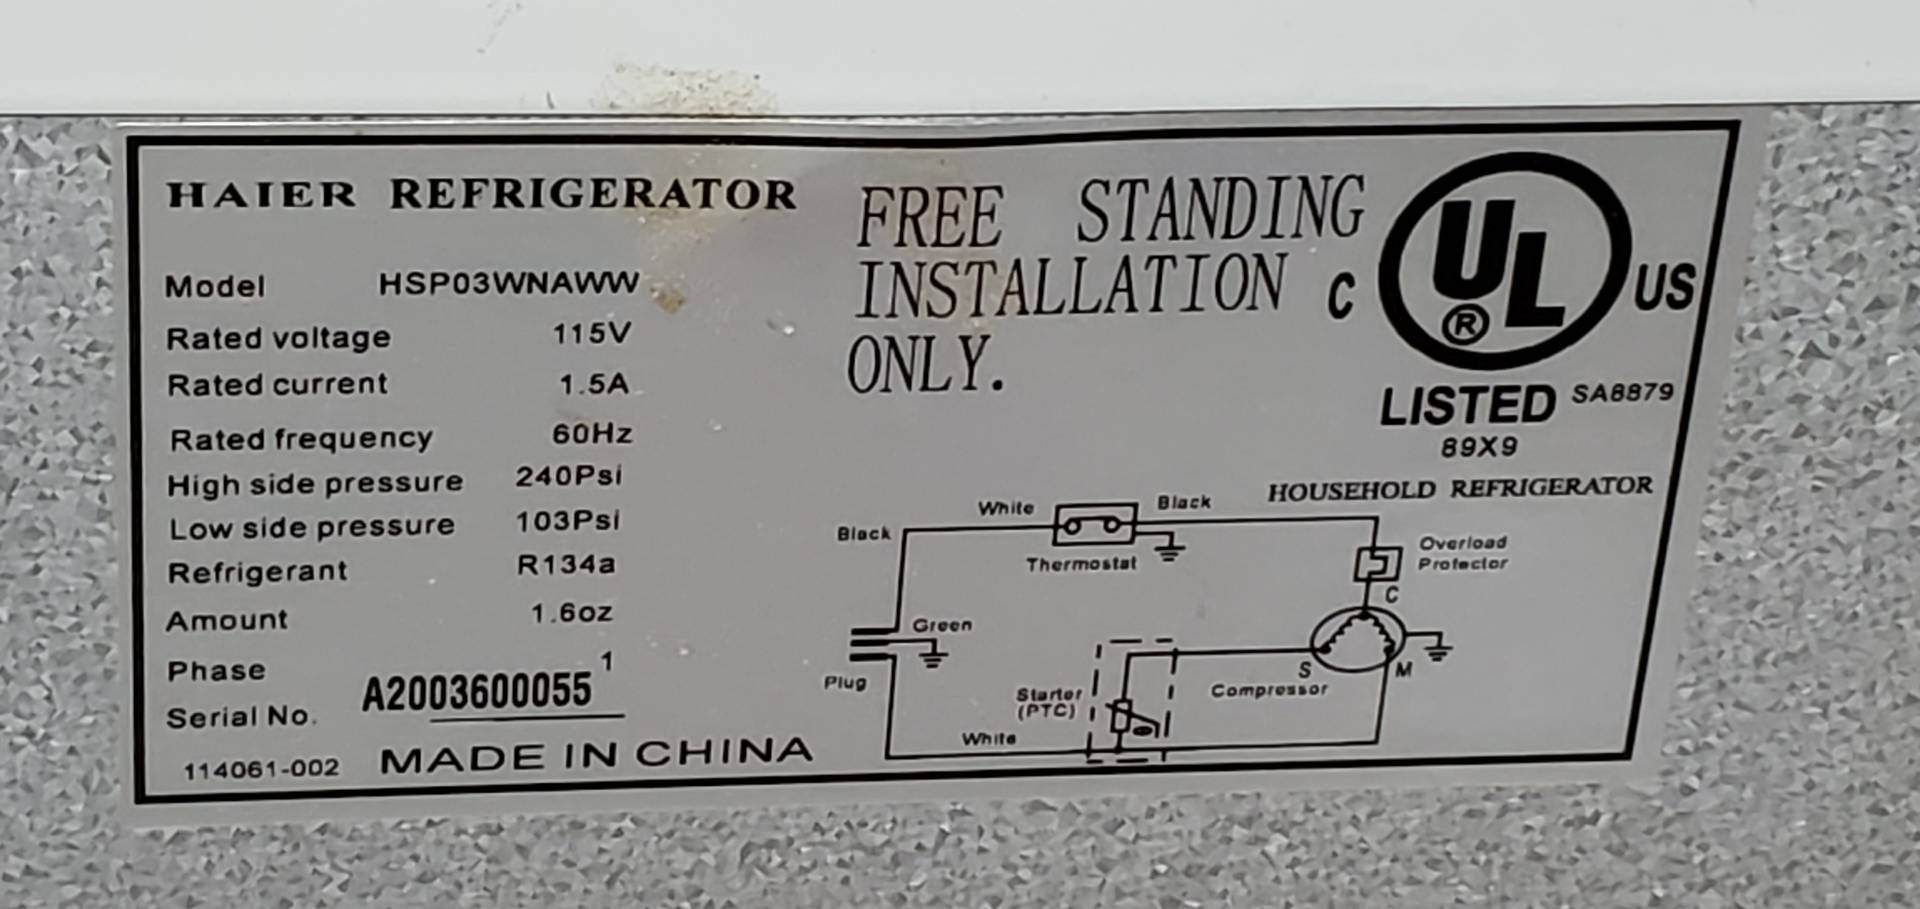 HAIER REFRIGERATOR
Model HSP03WNAWW
Rated voltage 115V
Rated current 1.5A
Rated frequency 60Hz
High side pressure 240Psi
Low side pressure 103Psi
Refrigerant R134a
Amount 1.6oz
Phase 1
Serial No. A2003600055
114061-002 MADE IN CHINA
FREE STANDING
INSTALLATION
ONLY.
C UL® US
LISTED SA8879
89X9
HOUSEHOLD REFRIGERATOR
White Black
Black
Thermostat
Overload
Protector
C
Green
Plug
S M
Compressor
Starter
(PTC)
White